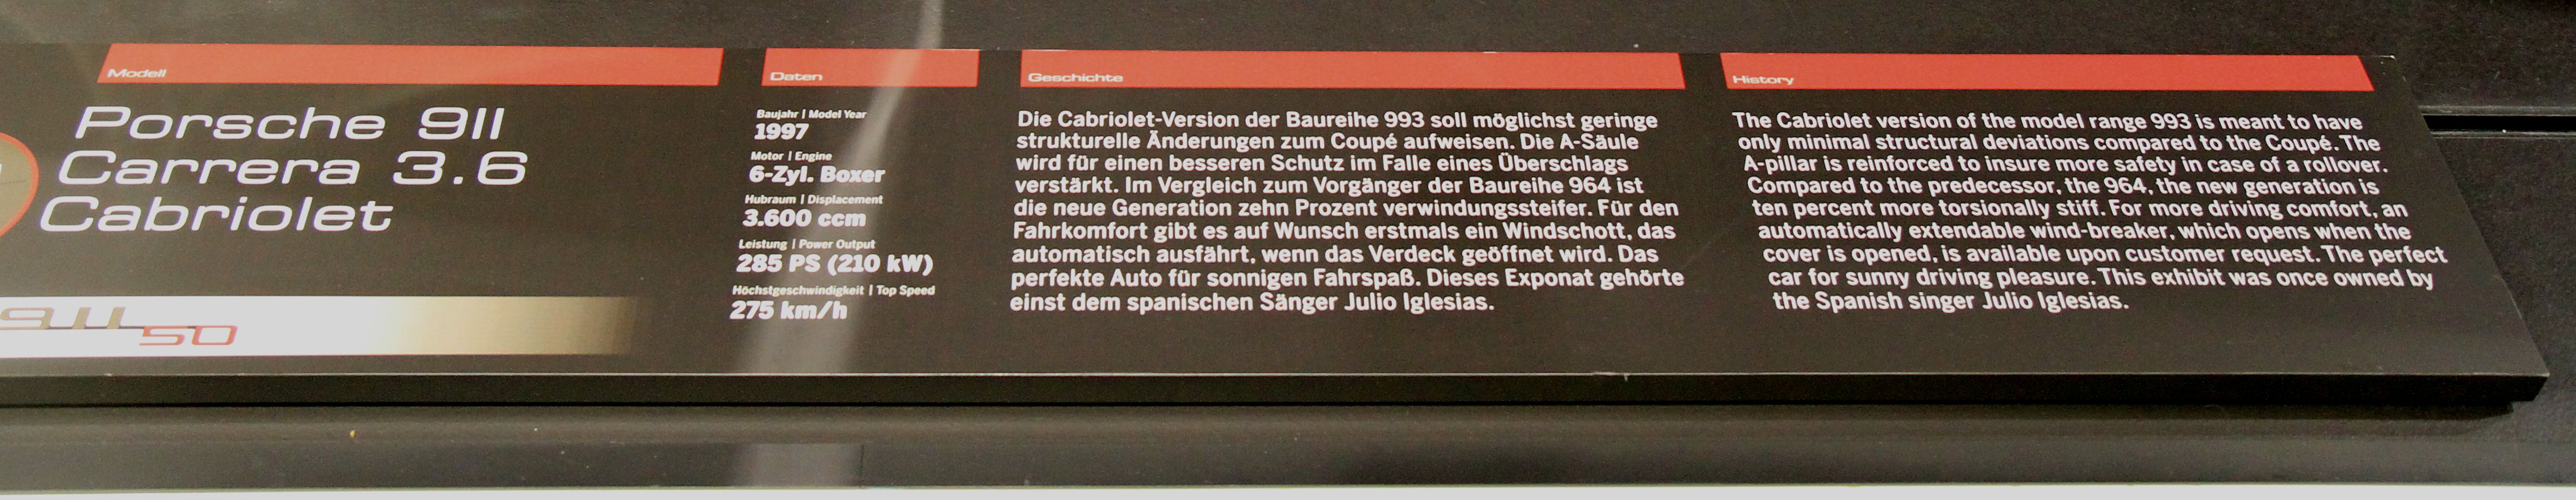 Modell
Porsche 911
Carrera 3.6
Cabriolet
911
50
Daten
Baujahr | Model Year
1997
Motor | Engine
6-Zyl. Boxer
Hubraum | Displacement
3.600 ccm
Leistung | Power Output
285 PS (210 kW)
Höchstgeschwindigkeit | Top Speed
275 km/h
Geschichte
Die Cabriolet-Version der Baureihe 993 soll möglichst geringe
strukturelle Änderungen zum Coupé aufweisen. Die A-Säule
wird für einen besseren Schutz im Falle eines Überschlags
verstärkt. Im Vergleich zum Vorgänger der Baureihe 964 ist
die neue Generation zehn Prozent verwindungssteifer. Für den
Fahrkomfort gibt es auf Wunsch erstmals ein Windschott, das
automatisch ausfährt, wenn das Verdeck geöffnet wird. Das
perfekte Auto für sonnigen Fahrspaß. Dieses Exponat gehörte
einst dem spanischen Sänger Julio Iglesias.
History
The Cabriolet version of the model range 993 is meant to have
only minimal structural deviations compared to the Coupé. The
A-pillar is reinforced to insure more safety in case of a rollover.
Compared to the predecessor, the 964, the new generation is
ten percent more torsionally stiff. For more driving comfort, an
automatically extendable wind-breaker, which opens when the
cover is opened, is available upon customer request. The perfect
car for sunny driving pleasure. This exhibit was once owned by
the Spanish singer Julio Iglesias.